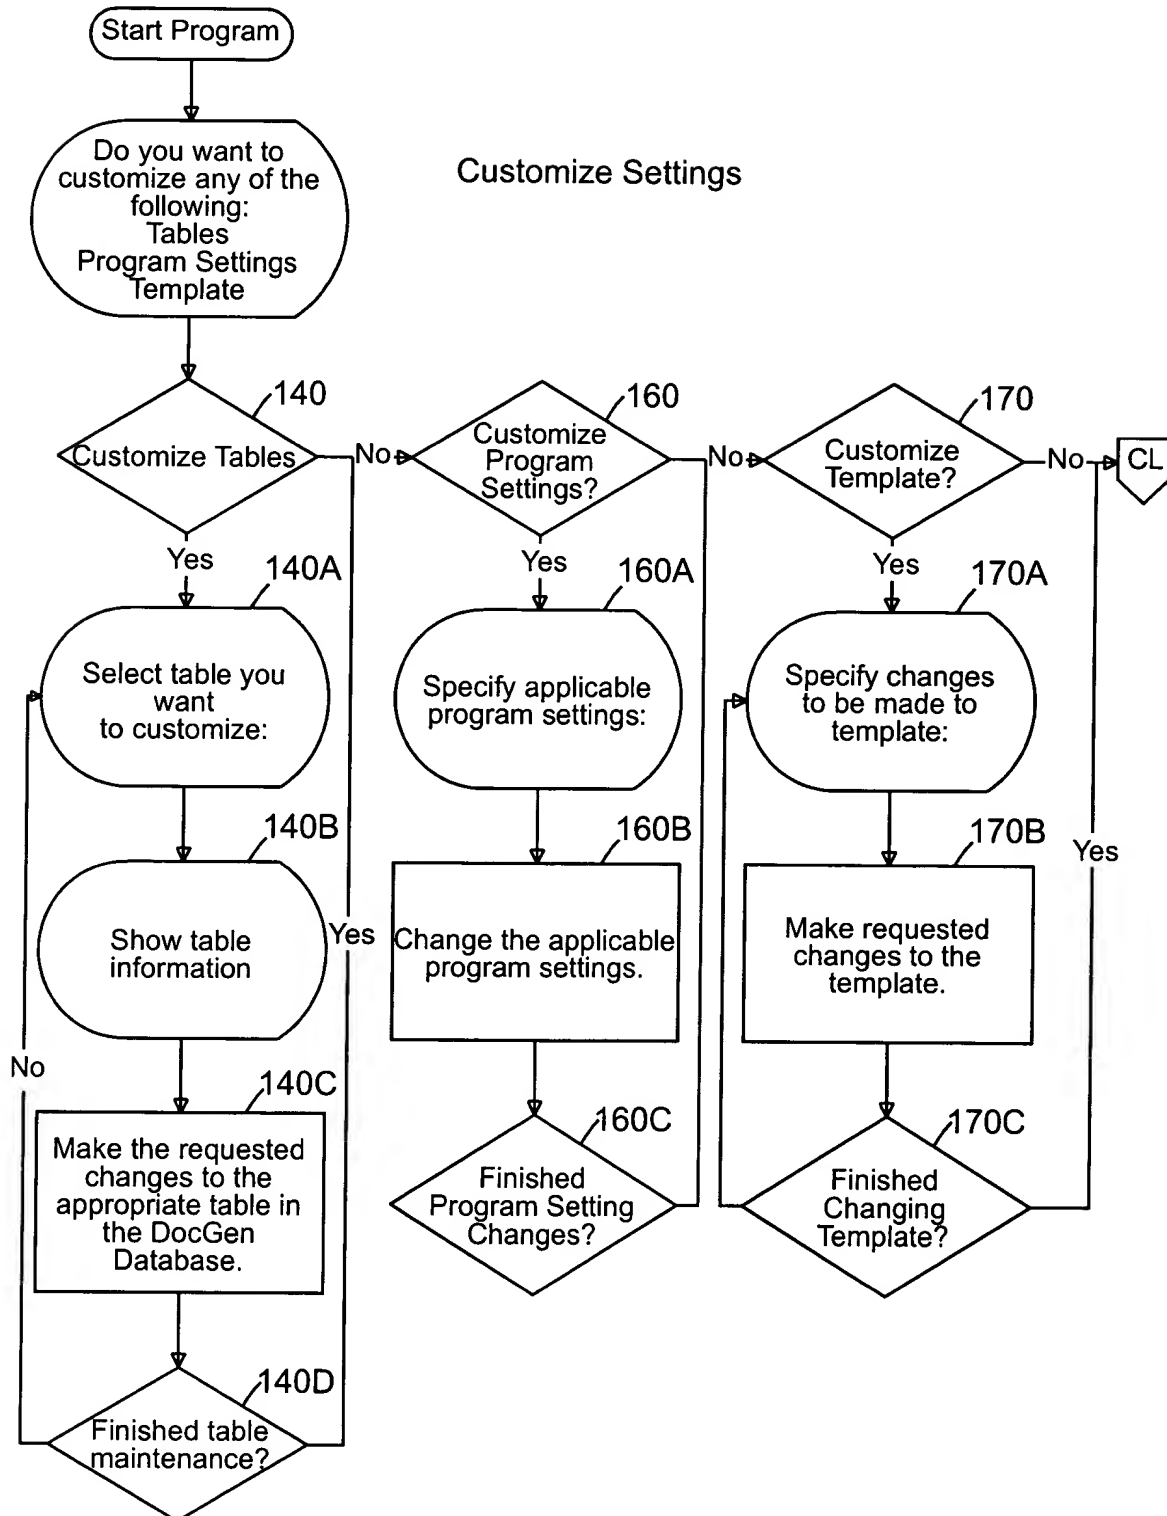 Start Program
Do you want to
customize any of the
following:
Tables
Program Settings
Template
Customize Settings
140
Customize Tables
No
160
Customize
Program
Settings?
No
170
Customize
Template?
No
CL
Yes
140A
Select table you
want
to customize:
140B
Show table
information
Yes
No
140C
Make the requested
changes to the
appropriate table in
the DocGen
Database.
140D
Finished table
maintenance?
Yes
160A
Specify applicable
program settings:
160B
Change the applicable
program settings.
160C
Finished
Program Setting
Changes?
Yes
170A
Specify changes
to be made to
template:
170B
Make requested
changes to the
template.
Yes
170C
Finished
Changing
Template?